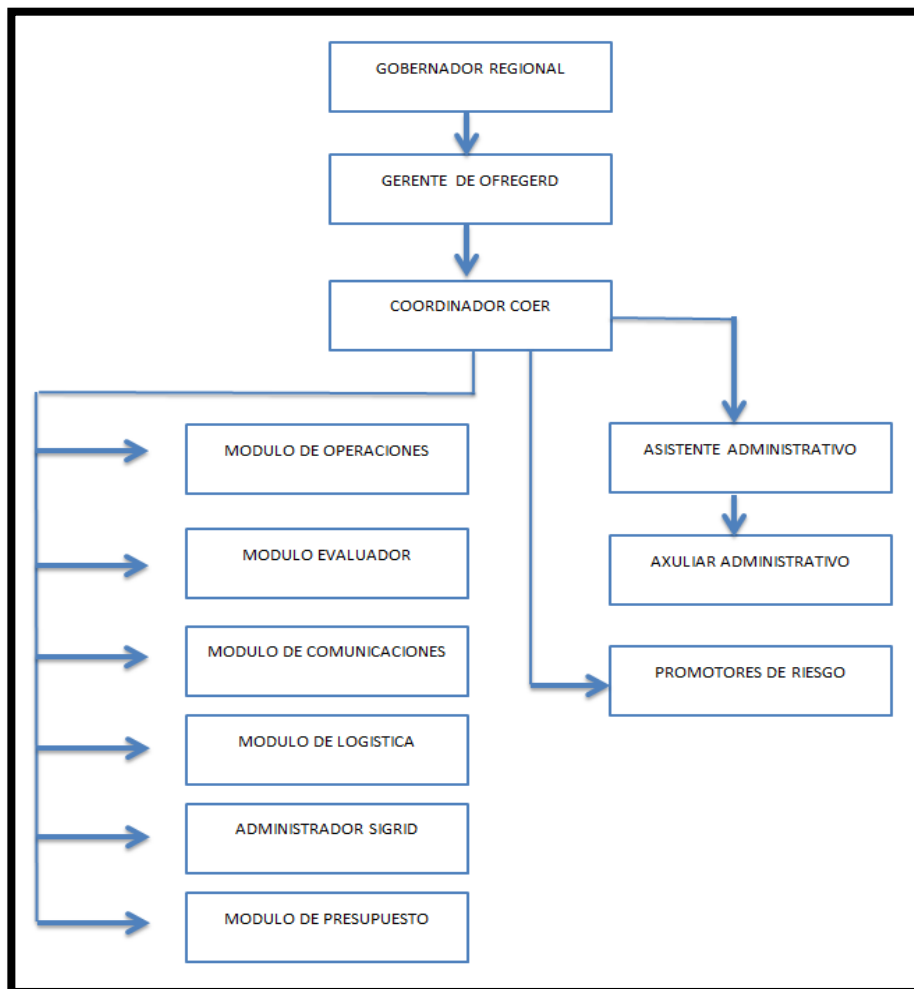 GOBERNADOR REGIONAL
GERENTE DE OFREGERD
COORDINADOR COER
MODULO DE OPERACIONES
ASISTENTE ADMINISTRATIVO
MODULO EVALUADOR
AXULIAR ADMINISTRATIVO
MODULO DE COMUNICACIONES
PROMOTORES DE RIESGO
MODULO DE LOGISTICA
ADMINISTRADOR SIGRID
MODULO DE PRESUPUESTO